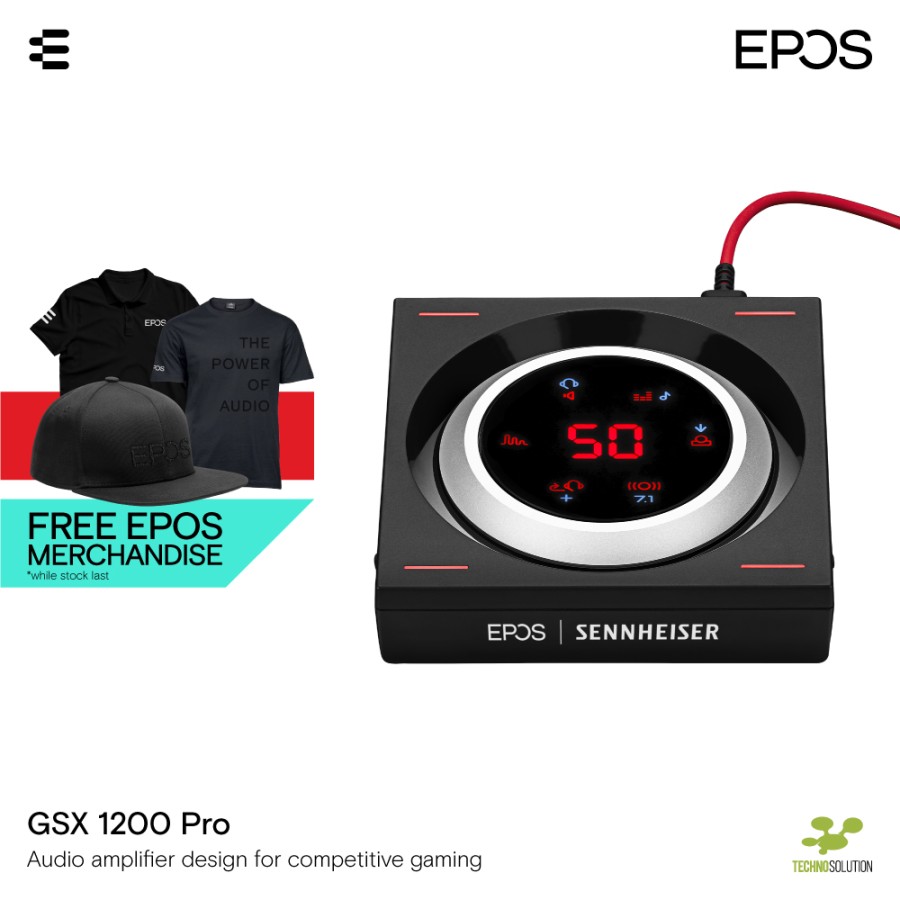 EPOS
EPOS
EPOS
THE
POWER
OF
AUDIO
EPOS
FREE EPOS
MERCHANDISE
*while stock last
50
7.1
EPOS | SENNHEISER
GSX 1200 Pro
Audio amplifier design for competitive gaming
TECHNOSOLUTION